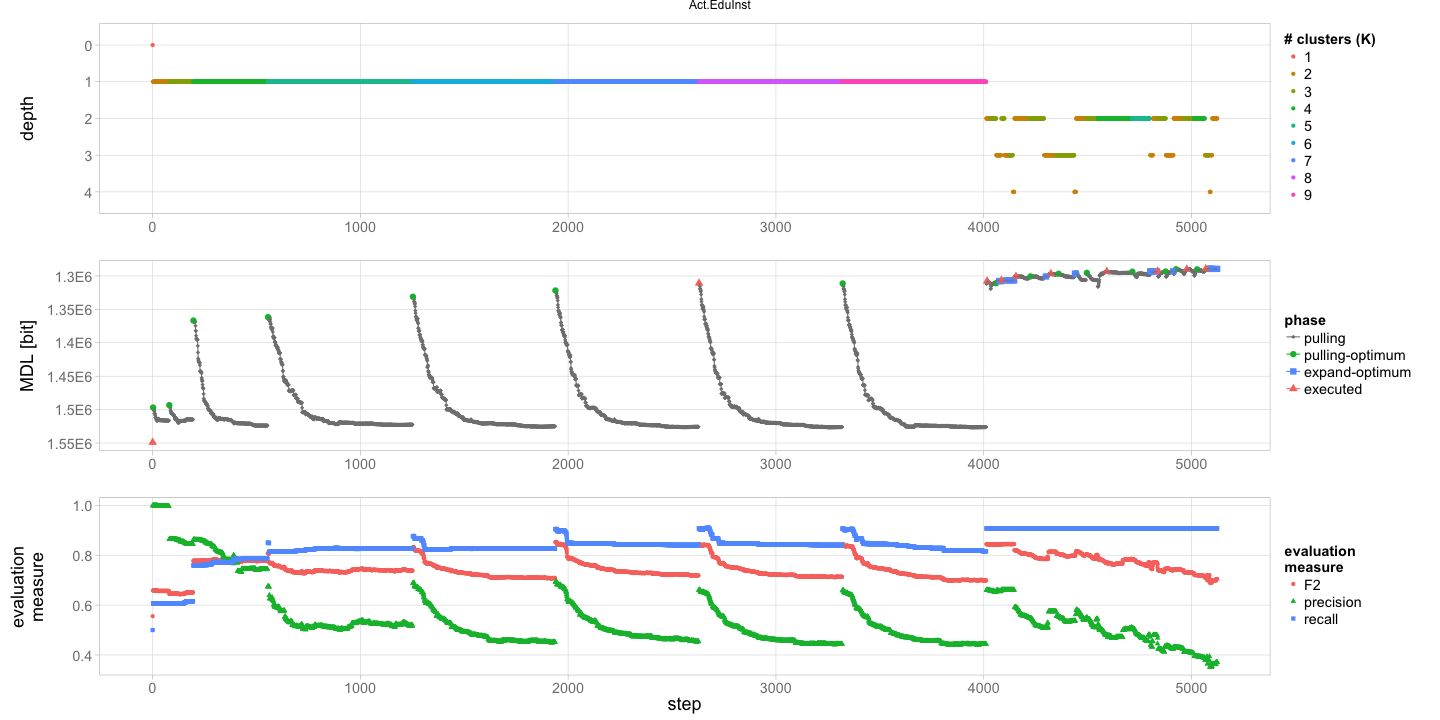 Act.EduInst
depth
0
1
2
3
4
0 1000 2000 3000 4000 5000
# clusters (K)
1
2
3
4
5
6
7
8
9
MDL [bit]
1.3E6
1.35E6
1.4E6
1.45E6
1.5E6
1.55E6
0 1000 2000 3000 4000 5000
phase
pulling
pulling-optimum
expand-optimum
executed
evaluation
measure
1.0
0.8
0.6
0.4
0 1000 2000 3000 4000 5000
step
evaluation
measure
F2
precision
recall